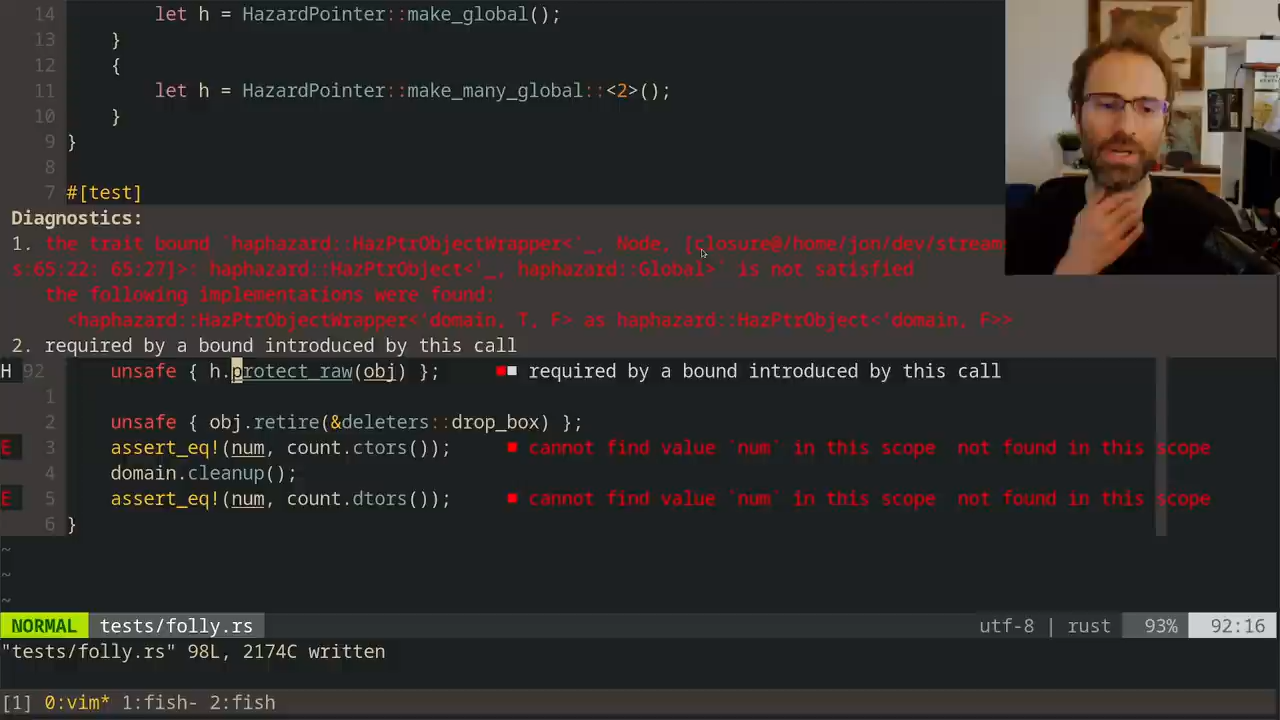 14 let h = HazardPointer::make_global();
13 }
12 {
11 let h = HazardPointer::make_many_global::<2>();
10 }
9 }
8
7 #[test]
Diagnostics:
1. the trait bound `haphazard::HazPtrObjectWrapper<'_, Node, [closure@/home/jon/dev/stream
s:65:22: 65:27]>: haphazard::HazPtrObject<'_, haphazard::Global>` is not satisfied
the following implementations were found:
<haphazard::HazPtrObjectWrapper<'domain, T, F> as haphazard::HazPtrObject<'domain, F>>
2. required by a bound introduced by this call
H 92 unsafe { h.protect_raw(obj) }; ■■ required by a bound introduced by this call
1
2 unsafe { obj.retire(&deleters::drop_box) };
E 3 assert_eq!(num, count.ctors()); ■ cannot find value `num` in this scope  not found in this scope
4 domain.cleanup();
E 5 assert_eq!(num, count.dtors()); ■ cannot find value `num` in this scope  not found in this scope
6 }
~
~
~
NORMAL tests/folly.rs utf-8 | rust 93% 92:16
"tests/folly.rs" 98L, 2174C written
[1] 0:vim* 1:fish- 2:fish